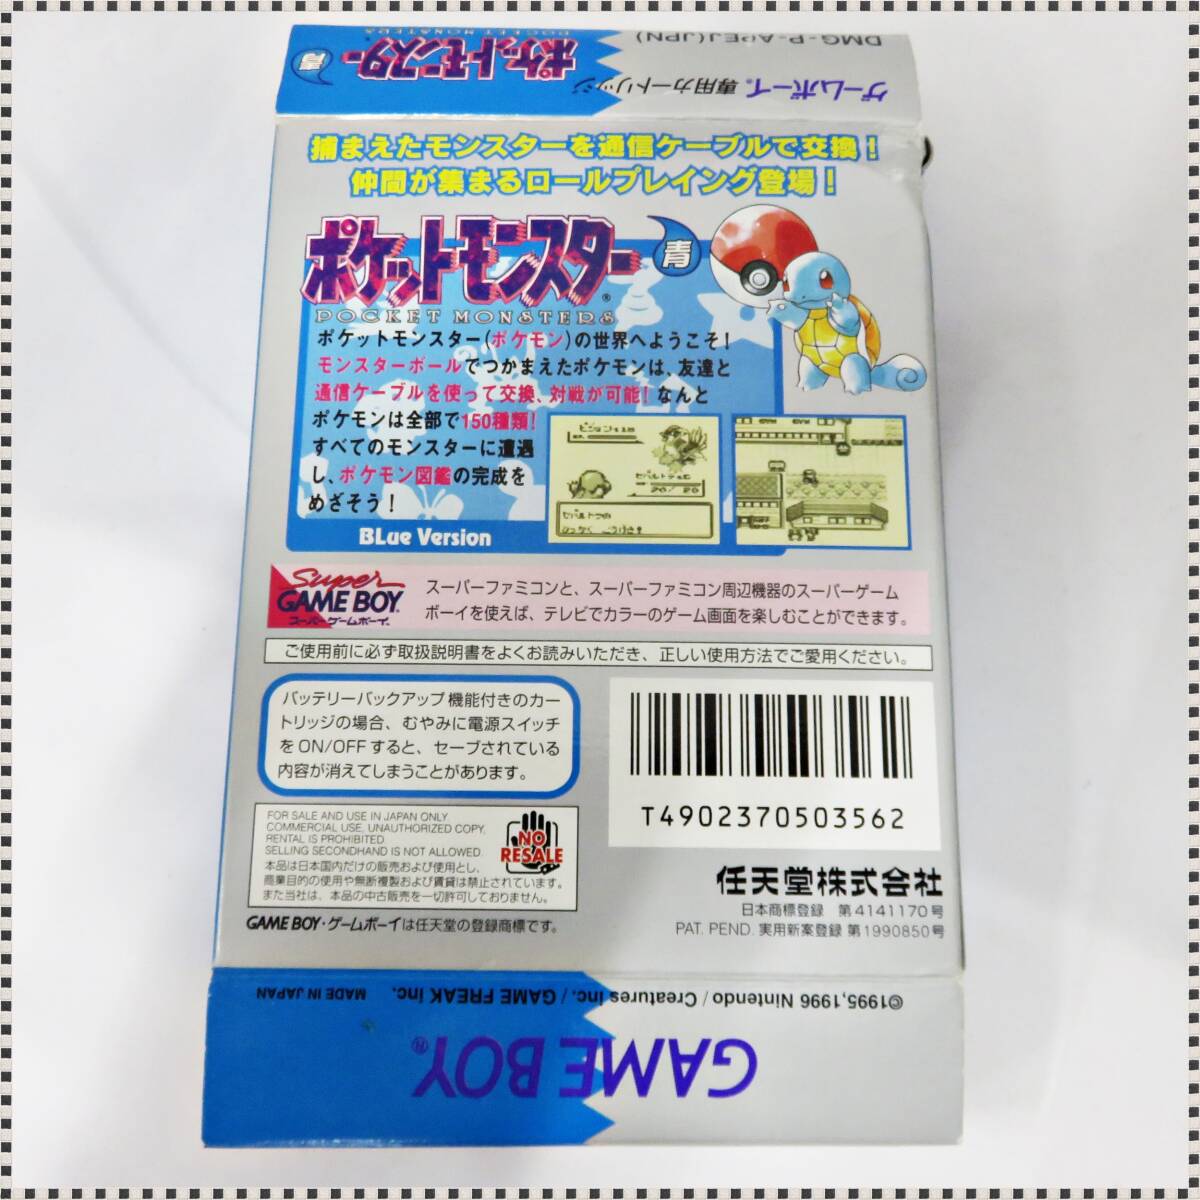 DMG-P-APEJ(JPN)
ゲームボーイ®専用カートリッジ
ポケットモンスター 青
POCKET MONSTERS
捕まえたモンスターを通信ケーブルで交換！
仲間が集まるロールプレイング登場！
ポケットモンスター® 青
POCKET MONSTERS
ポケットモンスター(ポケモン)の世界へようこそ！
モンスターボールでつかまえたポケモンは、友達と
通信ケーブルを使って交換、対戦が可能！なんと
ポケモンは全部で150種類！
すべてのモンスターに遭遇
し、ポケモン図鑑の完成を
めざそう！
20/ 20
BLue Version
Super
GAME BOY
スーパーゲームボーイ
スーパーファミコンと、スーパーファミコン周辺機器のスーパーゲーム
ボーイを使えば、テレビでカラーのゲーム画面を楽しむことができます。
ご使用前に必ず取扱説明書をよくお読みいただき、正しい使用方法でご愛用ください。
バッテリーバックアップ機能付きのカー
トリッジの場合、むやみに電源スイッチ
をON/OFFすると、セーブされている
内容が消えてしまうことがあります。
T4902370503562
FOR SALE AND USE IN JAPAN ONLY.
COMMERCIAL USE, UNAUTHORIZED COPY,
RENTAL IS PROHIBITED.
SELLING SECONDHAND IS NOT ALLOWED.
本品は日本国内だけの販売および使用とし、
商業目的の使用や無断複製および賃貸は禁止されています。
また当社は、本品の中古販売を一切許可しておりません。
NO
RESALE
GAME BOY・ゲームボーイは任天堂の登録商標です。
任天堂株式会社
日本商標登録 第4141170号
PAT. PEND. 実用新案登録 第1990850号
©1995,1996 Nintendo / Creatures inc. / GAME FREAK inc. MADE IN JAPAN
GAME BOY®